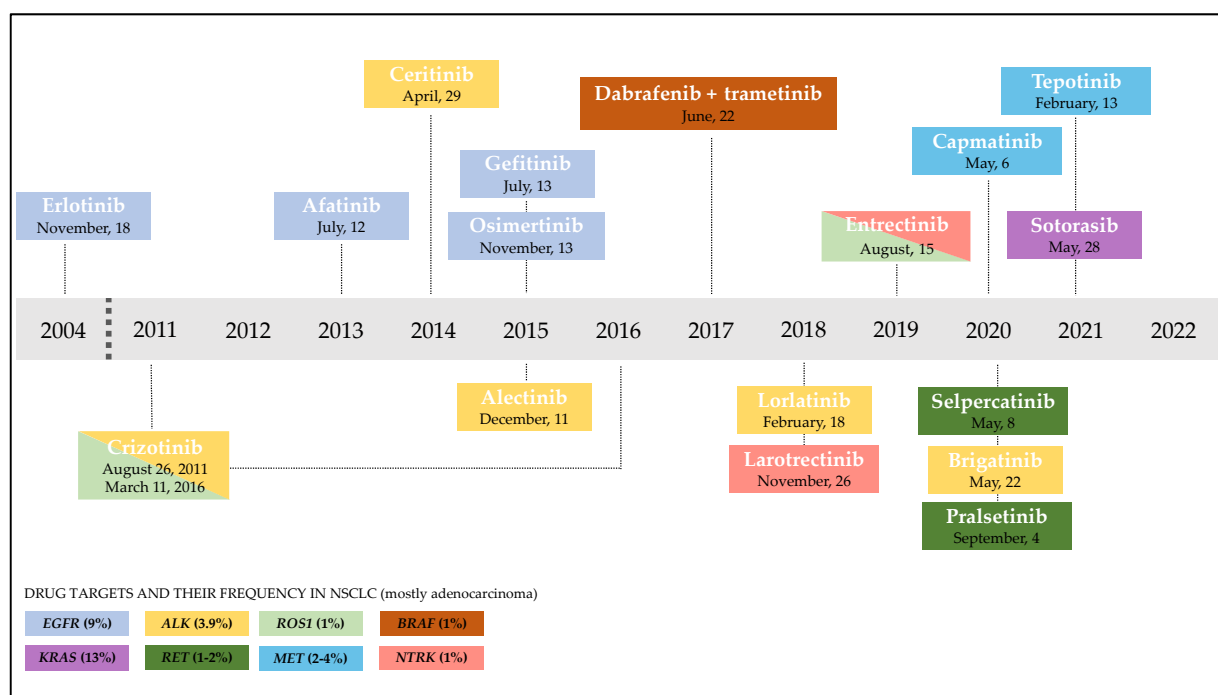 Tepotinib
February, 13
Ceritinib
April, 29
Dabrafenib + trametinib
June, 22
Capmatinib
May, 6
Gefitinib
July, 13
Erlotinib
November, 18
Afatinib
July, 12
Osimertinib
November, 13
Entrectinib
August, 15
Sotorasib
May, 28
2004 2011 2012 2013 2014 2015 2016 2017 2018 2019 2020 2021 2022
Alectinib
December, 11
Lorlatinib
February, 18
Selpercatinib
May, 8
Crizotinib
August 26, 2011
March 11, 2016
Larotrectinib
November, 26
Brigatinib
May, 22
Pralsetinib
September, 4
DRUG TARGETS AND THEIR FREQUENCY IN NSCLC (mostly adenocarcinoma)
EGFR (9%) ALK (3.9%) ROS1 (1%) BRAF (1%)
KRAS (13%) RET (1-2%) MET (2-4%) NTRK (1%)